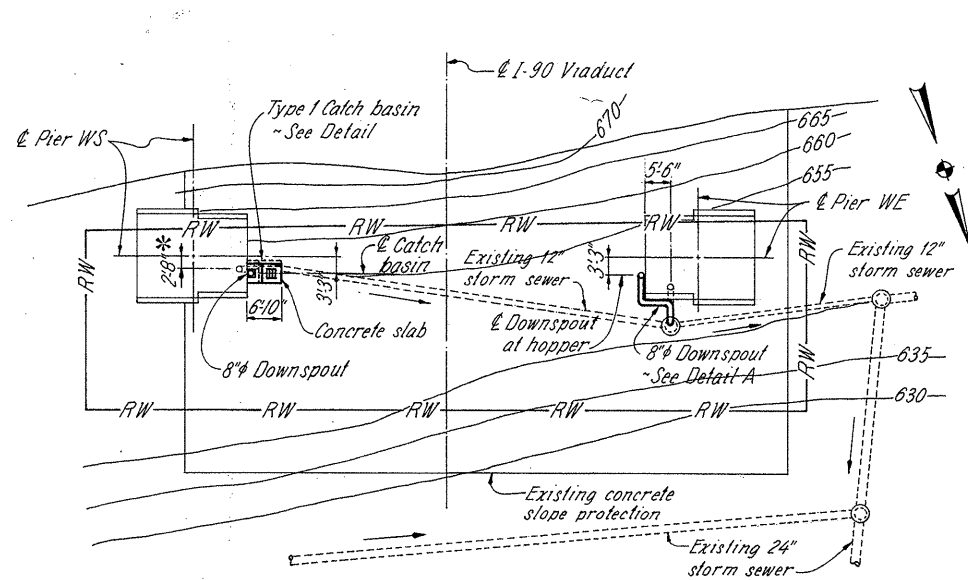 ℄ I-90 Viaduct
Type 1 Catch basin
~See Detail
℄ Pier WS
670
665
660
655
5'-6"
℄ Pier WE
RW
RW
RW
RW
RW
RW
RW
2'-8" *
3'-3"
℄ Catch
basin
Existing 12"
storm sewer
3'-3"
Existing 12"
storm sewer
6'-10"
Concrete slab
℄ Downspout
at hopper
8"ϕ Downspout
8"ϕ Downspout
~See Detail A
RW
635
630
RW
RW
RW
RW
RW
Existing concrete
slope protection
Existing 24"
storm sewer